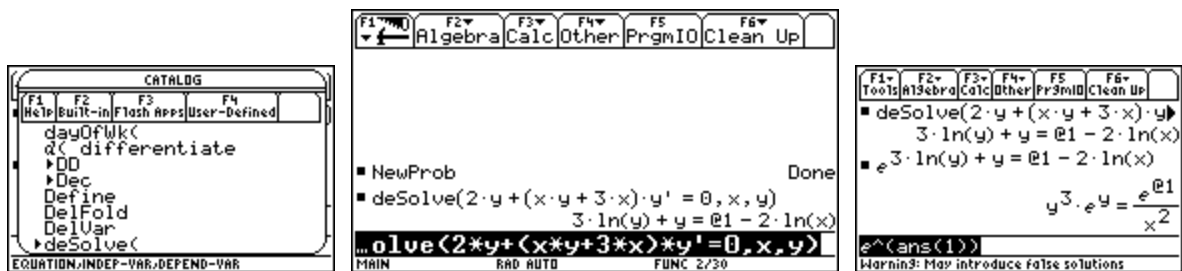 CATALOG
F1 F2 F3 F4
Help Built-in Flash Apps User-Defined
dayOfWk(
d( differentiate
▸DD
▸Dec
Define
DelFold
DelVar
▸deSolve(
EQUATION,INDEP-VAR,DEPEND-VAR
F1 F2▾ F3▾ F4▾ F5 F6▾
Algebra Calc Other PrgmIO Clean Up
▪ NewProb Done
▪ deSolve(2·y + (x·y + 3·x)·y' = 0, x, y)
3·ln(y) + y = @1 - 2·ln(x)
…olve(2*y+(x*y+3*x)*y'=0,x,y)
MAIN RAD AUTO FUNC 2/30
F1▾ F2▾ F3▾ F4▾ F5 F6▾
Tools Algebra Calc Other PrgmIO Clean Up
▪ deSolve(2·y + (x·y + 3·x)·y▸
3·ln(y) + y = @1 - 2·ln(x)
▪ e^3·ln(y) + y = @1 - 2·ln(x)
y³·e^y = e^@1 / x²
e^(ans(1))
Warning: May introduce false solutions